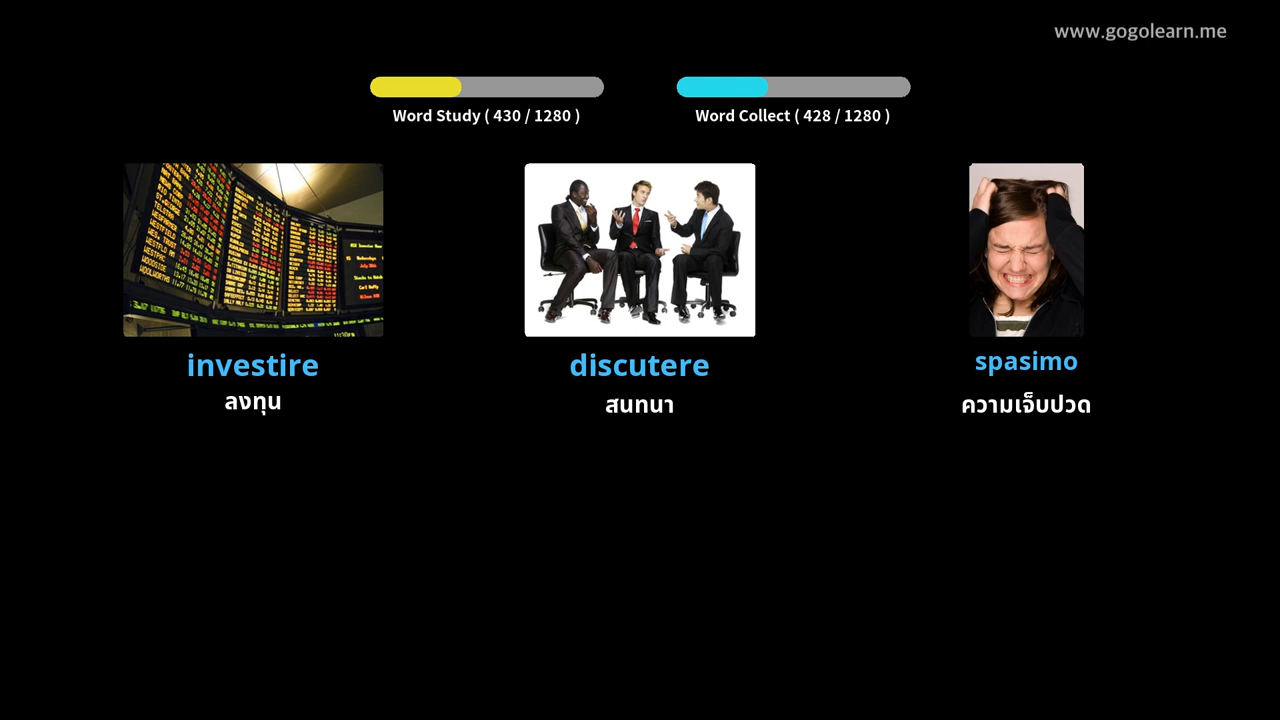 www.gogolearn.me
Word Study ( 430 / 1280 )
Word Collect ( 428 / 1280 )
investire
ลงทุน
discutere
สนทนา
spasimo
ความเจ็บปวด